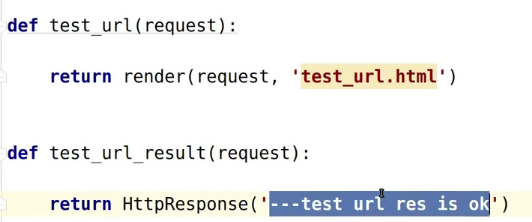 def test_url(request):
    return render(request, 'test_url.html')
def test_url_result(request):
    return HttpResponse('---test url res is ok')